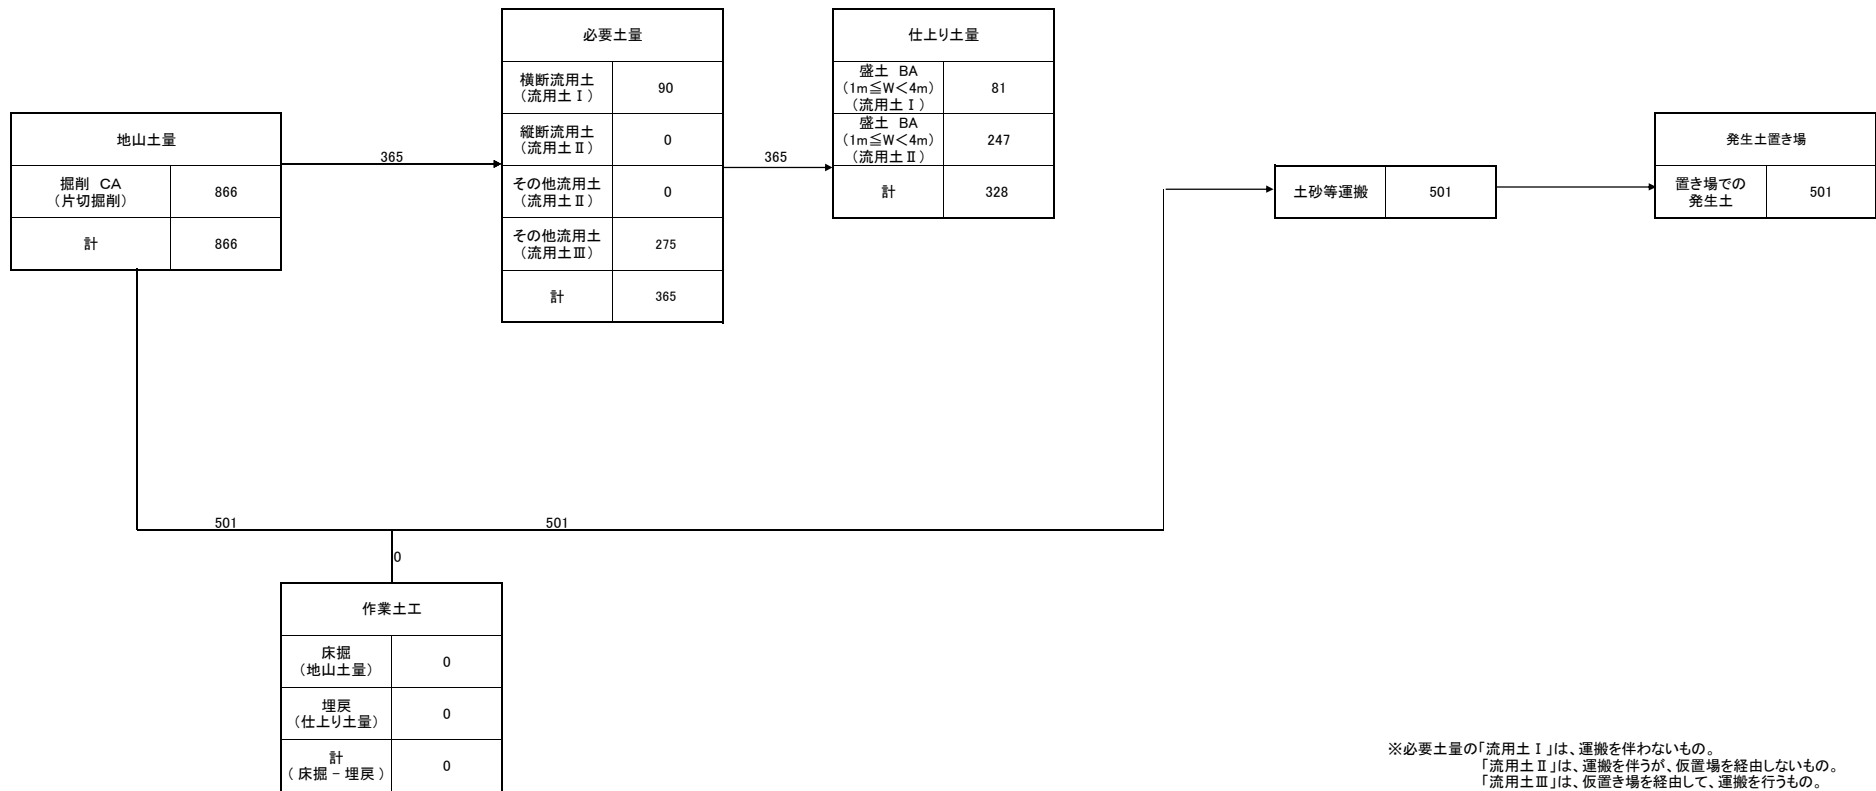 地山土量
掘削 CA
（片切掘削）
866
計
866
365
必要土量
横断流用土
（流用土Ⅰ）
90
縦断流用土
（流用土Ⅱ）
0
その他流用土
（流用土Ⅱ）
0
その他流用土
（流用土Ⅲ）
275
計
365
365
仕上り土量
盛土 BA
（1m≦W＜4m）
（流用土Ⅰ）
81
盛土 BA
（1m≦W＜4m）
（流用土Ⅱ）
247
計
328
土砂等運搬
501
発生土置き場
置き場での
発生土
501
501
501
0
作業土工
床掘
（地山土量）
0
埋戻
（仕上り土量）
0
計
（ 床掘 － 埋戻 ）
0
※必要土量の「流用土Ⅰ」は、運搬を伴わないもの。
「流用土Ⅱ」は、運搬を伴うが、仮置場を経由しないもの。
「流用土Ⅲ」は、仮置き場を経由して、運搬を行うもの。